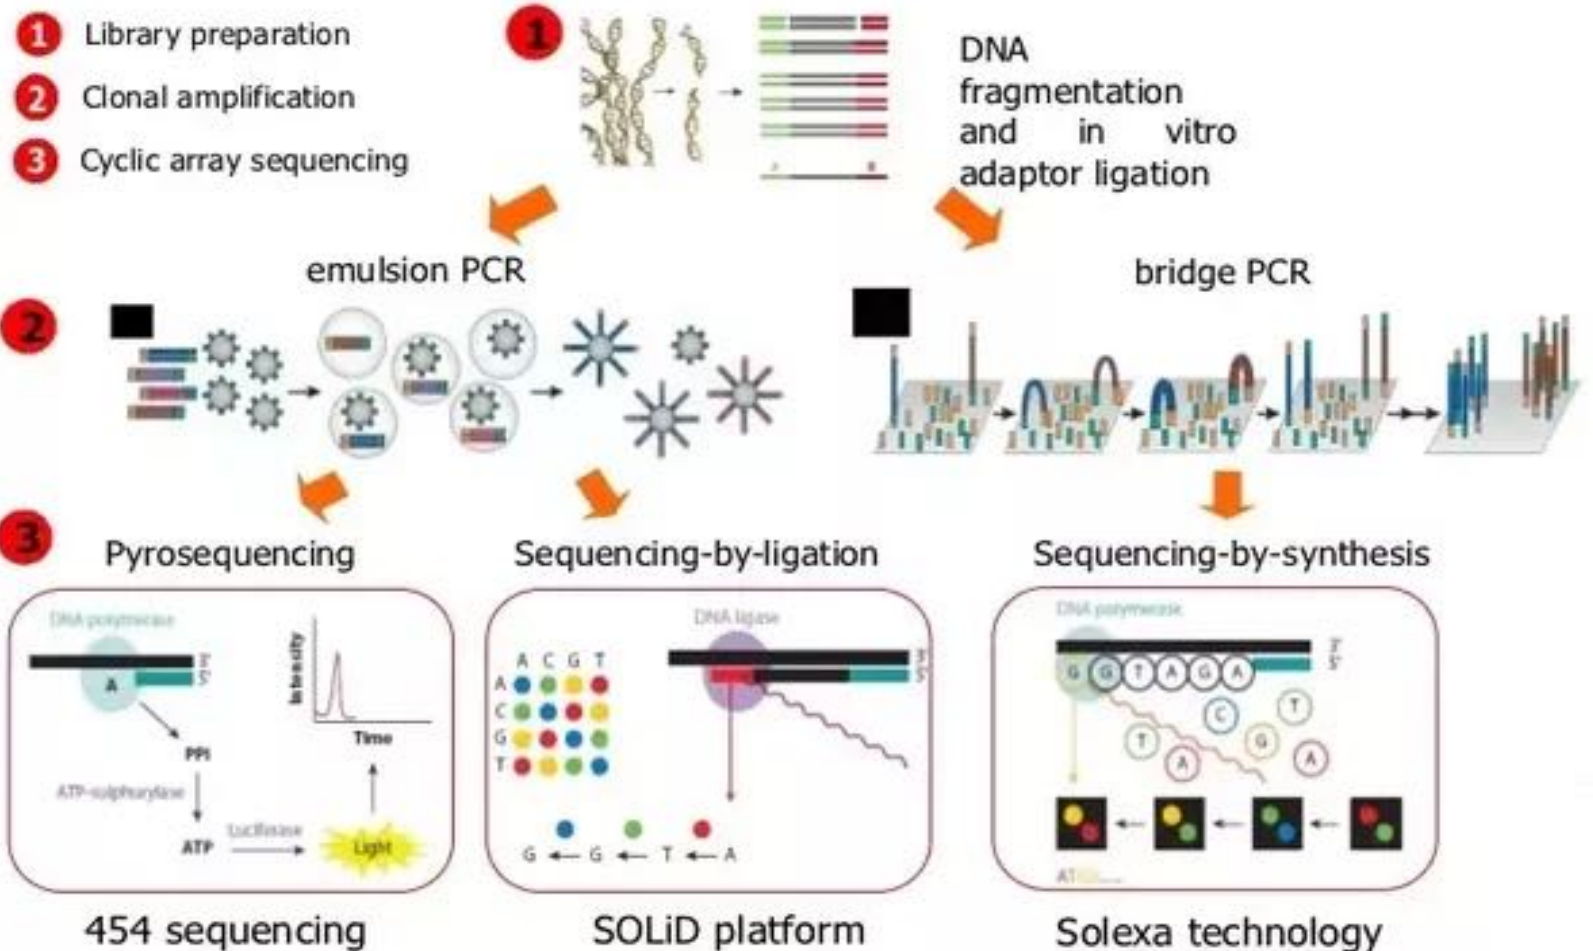 1 Library preparation
2 Clonal amplification
3 Cyclic array sequencing
1
DNA
fragmentation
and in vitro
adaptor ligation
B
emulsion PCR
bridge PCR
2
3
Pyrosequencing
Sequencing-by-ligation
Sequencing-by-synthesis
DNA polymerase
3'
5'
A
PPi
ATP-sulphurylase
ATP
Luciferase
Light
Intensity
Time
DNA ligase
3'
5'
A C G T
A
C
G
T
G G T A
DNA polymerase
3'
5'
G G T A G A
C T
T A G A
454 sequencing
SOLiD platform
Solexa technology